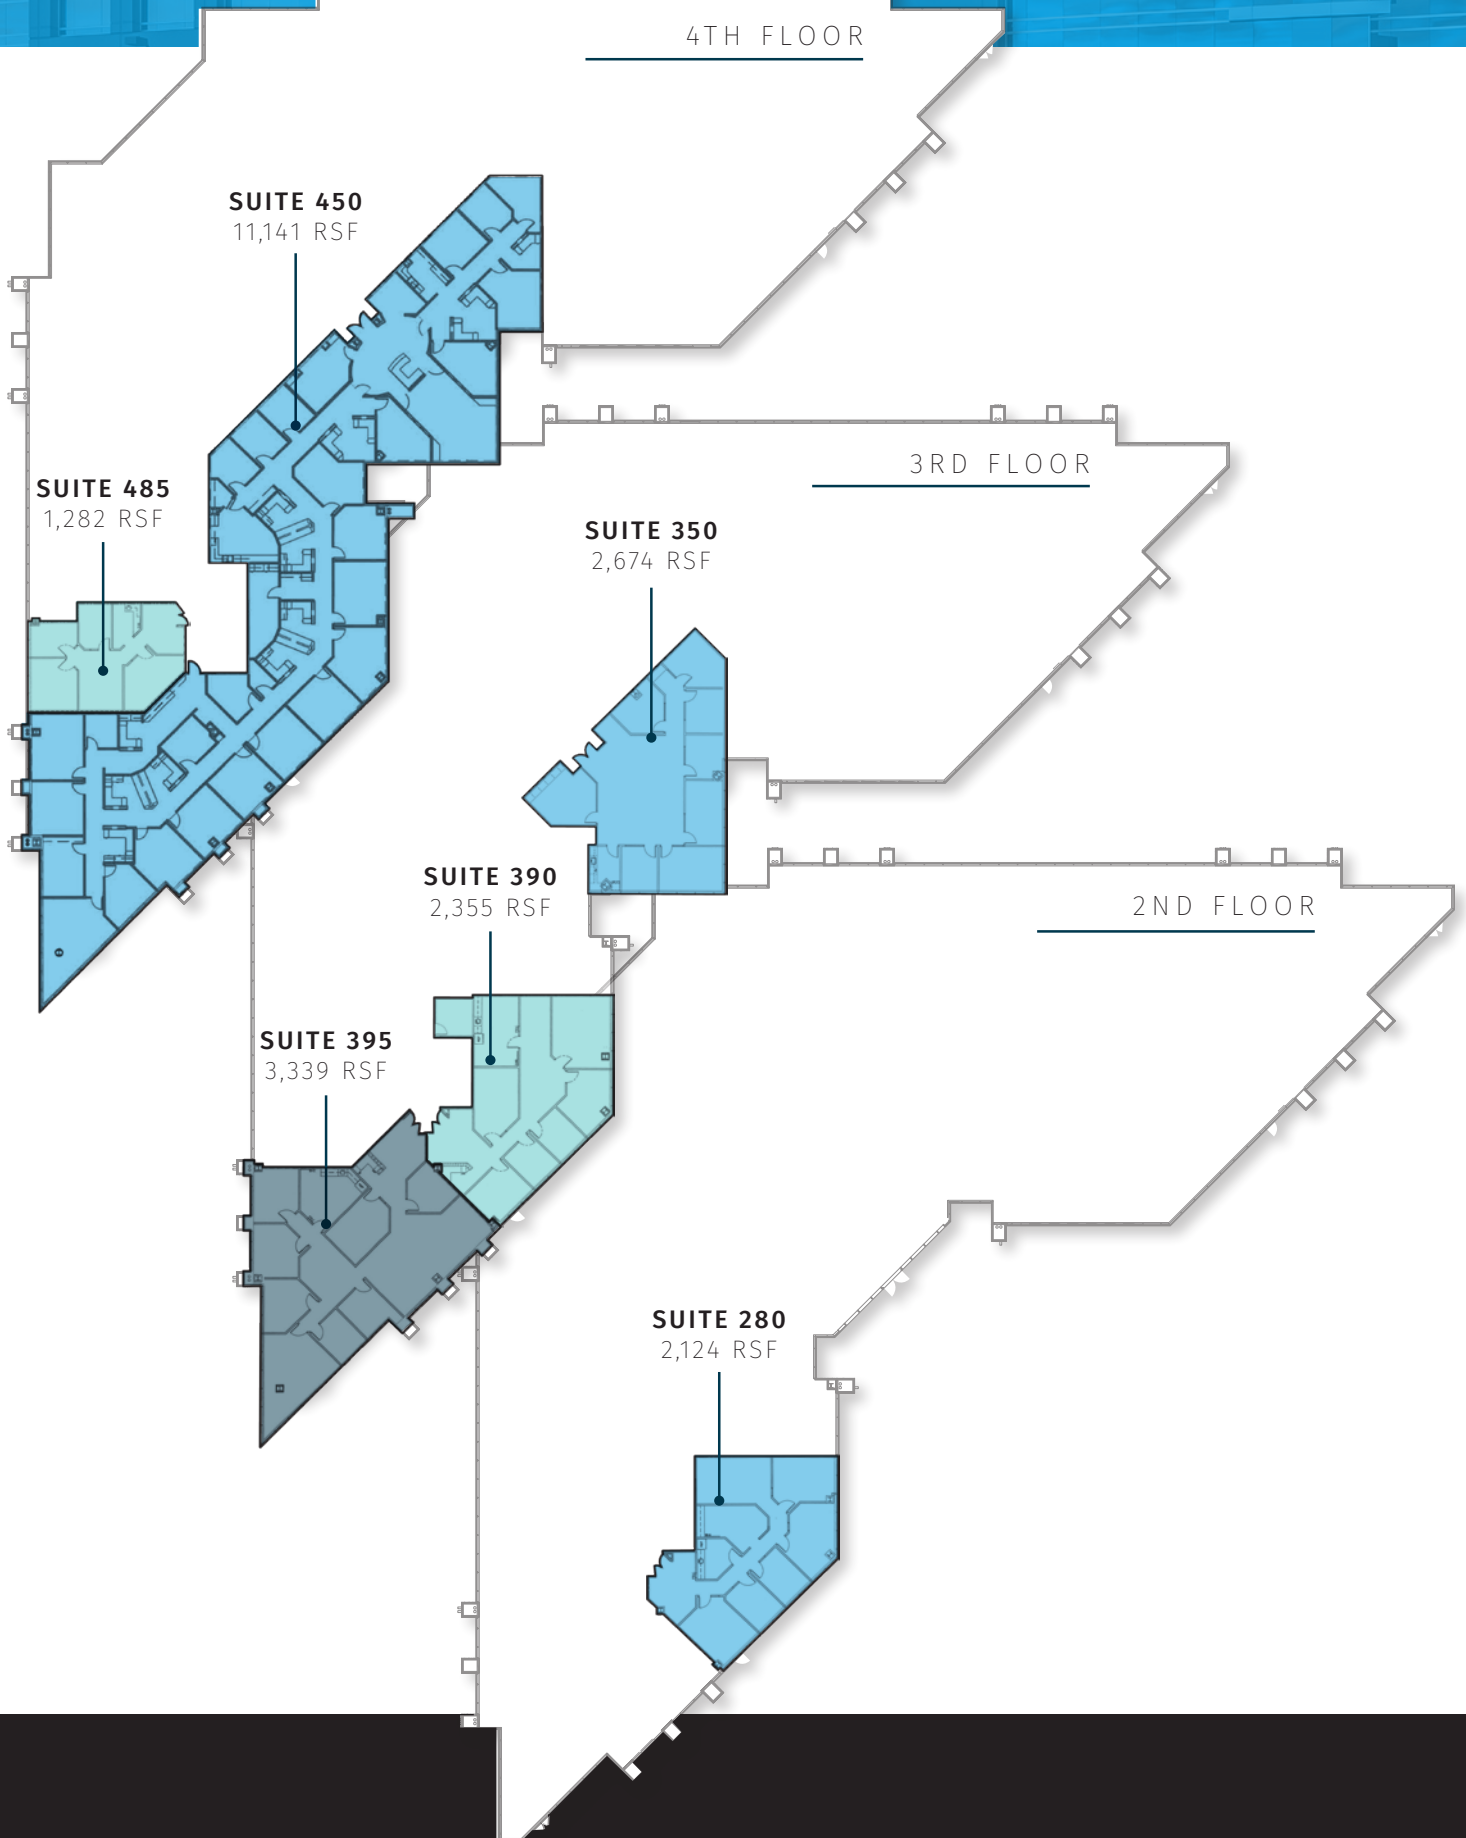 4TH FLOOR
SUITE 450
11,141 RSF
SUITE 485
1,282 RSF
3RD FLOOR
SUITE 350
2,674 RSF
SUITE 390
2,355 RSF
SUITE 395
3,339 RSF
2ND FLOOR
SUITE 280
2,124 RSF